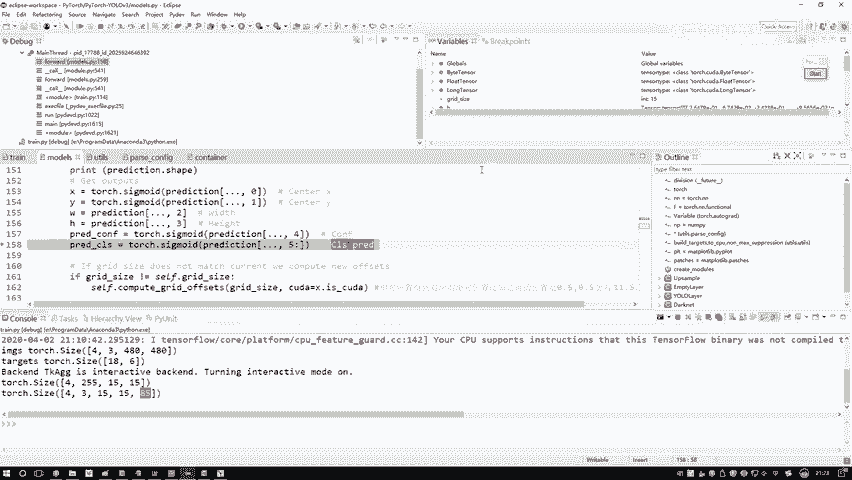 eclipse-workspace - PyTorch/PyTorch-YOLOv3/models.py - Eclipse
File Edit Source Refactoring Navigate Search Project Pydev Run Window Help
Debug
MainThread - pid_17788_id_2025624646392
forward [models.py:158]
__call__ [module.py:541]
forward [models.py:259]
__call__ [module.py:541]
<module> [train.py:114]
execfile [_pydev_execfile.py:25]
run [pydevd.py:1022]
main [pydevd.py:1615]
<module> [pydevd.py:1621]
train.py [debug] [e:\ProgramData\Anaconda3\python.exe]
Variables Breakpoints
Name Value
Globals Global variables
ByteTensor tensortype: <class 'torch.cuda.ByteTensor'>
FloatTensor tensortype: <class 'torch.cuda.FloatTensor'>
LongTensor tensortype: <class 'torch.cuda.LongTensor'>
grid_size int: 15
train models utils parse_config container
151 print (prediction.shape)
152 # Get outputs
153 x = torch.sigmoid(prediction[..., 0]) # Center x
154 y = torch.sigmoid(prediction[..., 1]) # Center y
155 w = prediction[..., 2] # Width
156 h = prediction[..., 3] # Height
157 pred_conf = torch.sigmoid(prediction[..., 4]) # Conf
158 pred_cls = torch.sigmoid(prediction[..., 5:]) Cls pred
159
160 # If grid size does not match current we compute new offsets
161 if grid_size != self.grid_size:
162 self.compute_grid_offsets(grid_size, cuda=x.is_cuda)
163
Outline
type filter text
division (__future__)
torch
nn = torch.nn
F = torch.nn.functional
Variable (torch.autograd)
np = numpy
* (utils.parse_config)
build_targets, to_cpu, non_max_suppression (utils.utils)
plt = matplotlib.pyplot
patches = matplotlib.patches
create_modules
Upsample
EmptyLayer
YOLOLayer
Darknet
Console Tasks Hierarchy View PyUnit
train.py [debug] [e:\ProgramData\Anaconda3\python.exe]
2020-04-02 21:10:42.295129: I tensorflow/core/platform/cpu_feature_guard.cc:142] Your CPU supports instructions that this TensorFlow binary was not compiled t
imgs torch.Size([4, 3, 480, 480])
targets torch.Size([18, 6])
Backend TkAgg is interactive backend. Turning interactive mode on.
torch.Size([4, 255, 15, 15])
torch.Size([4, 3, 15, 15, 85])
>>>
Writable Insert 158 : 58
21:23